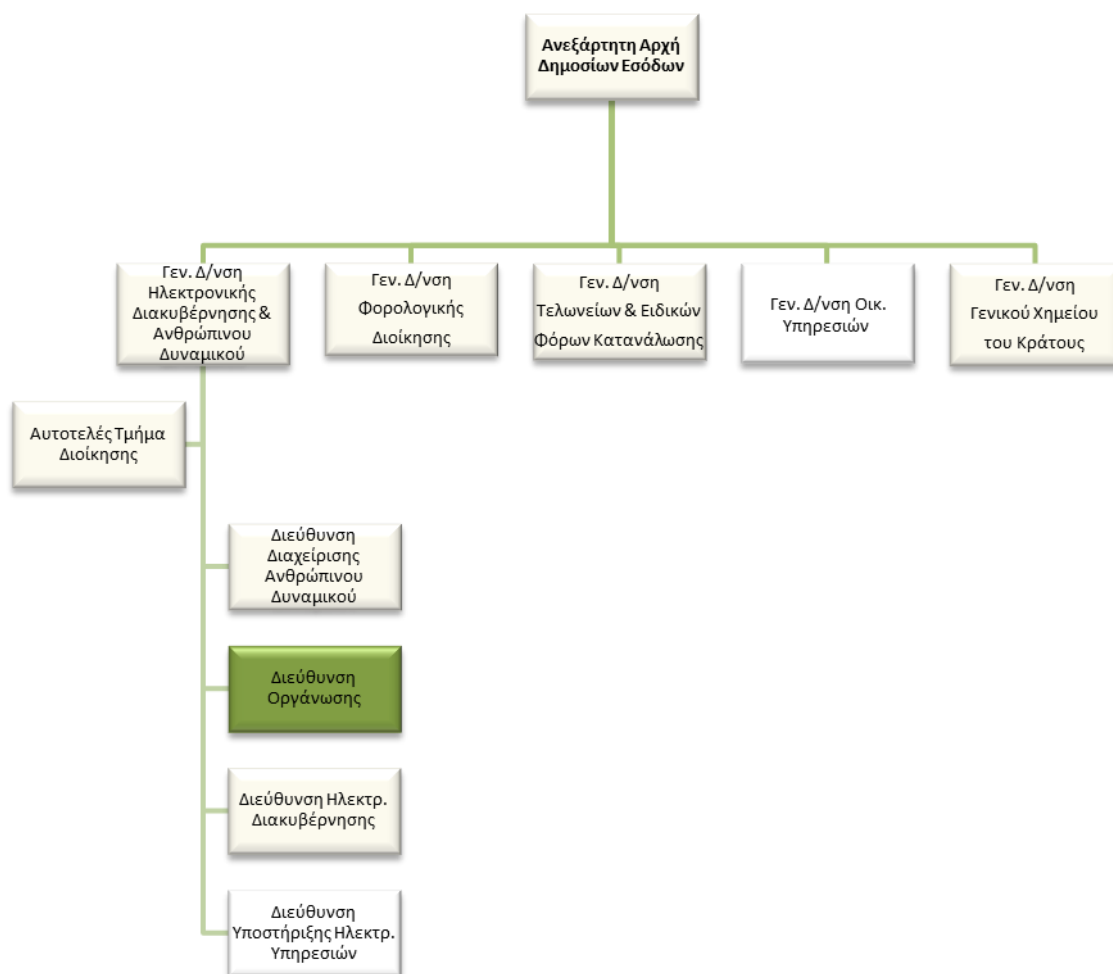 Ανεξάρτητη Αρχή
Δημοσίων Εσόδων
Γεν. Δ/νση
Ηλεκτρονικής
Διακυβέρνησης &
Ανθρώπινου
Δυναμικού
Γεν. Δ/νση
Φορολογικής
Διοίκησης
Γεν. Δ/νση
Τελωνείων & Ειδικών
Φόρων Κατανάλωσης
Γεν. Δ/νση Οικ.
Υπηρεσιών
Γεν. Δ/νση
Γενικού Χημείου
του Κράτους
Αυτοτελές Τμήμα
Διοίκησης
Διεύθυνση
Διαχείρισης
Ανθρώπινου
Δυναμικού
Διεύθυνση
Οργάνωσης
Διεύθυνση Ηλεκτρ.
Διακυβέρνησης
Διεύθυνση
Υποστήριξης Ηλεκτρ.
Υπηρεσιών